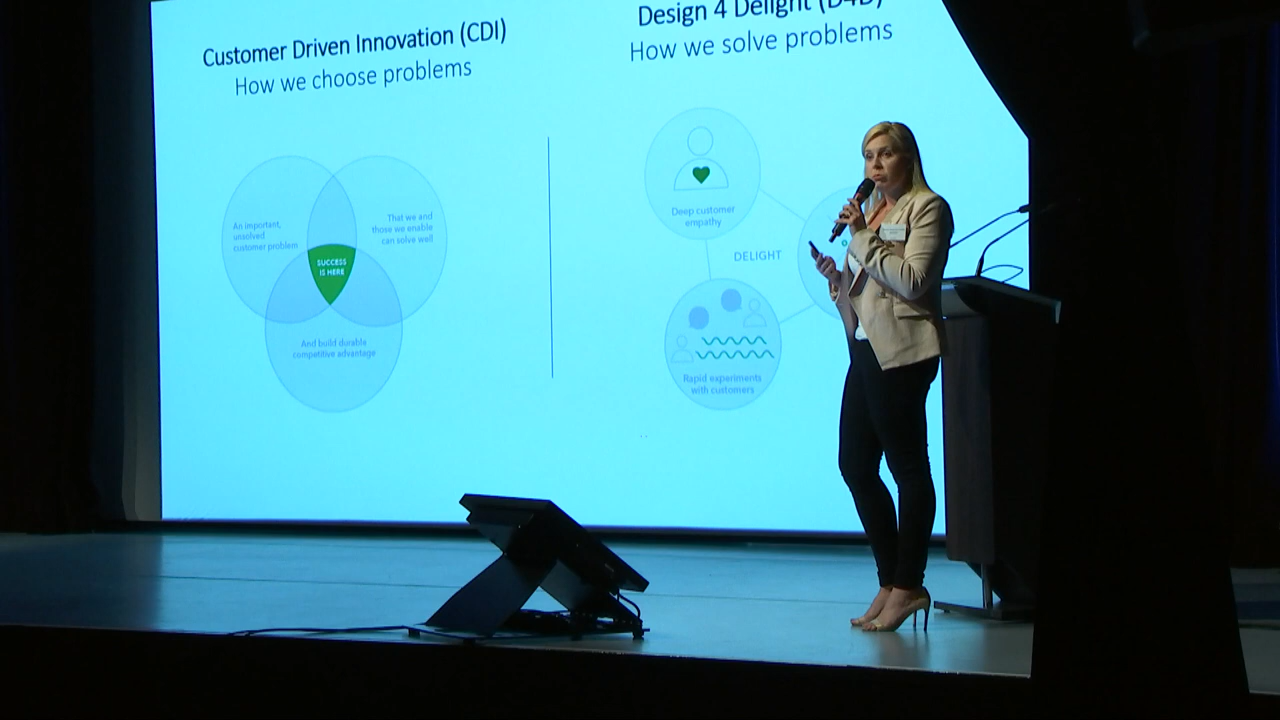 Customer Driven Innovation (CDI)
How we choose problems
An important,
unsolved
customer problem
That we and
those we enable
can solve well
SUCCESS
IS HERE
And build durable
competitive advantage
Design 4 Delight (D4D)
How we solve problems
Deep customer
empathy
DELIGHT
Rapid experiments
with customers